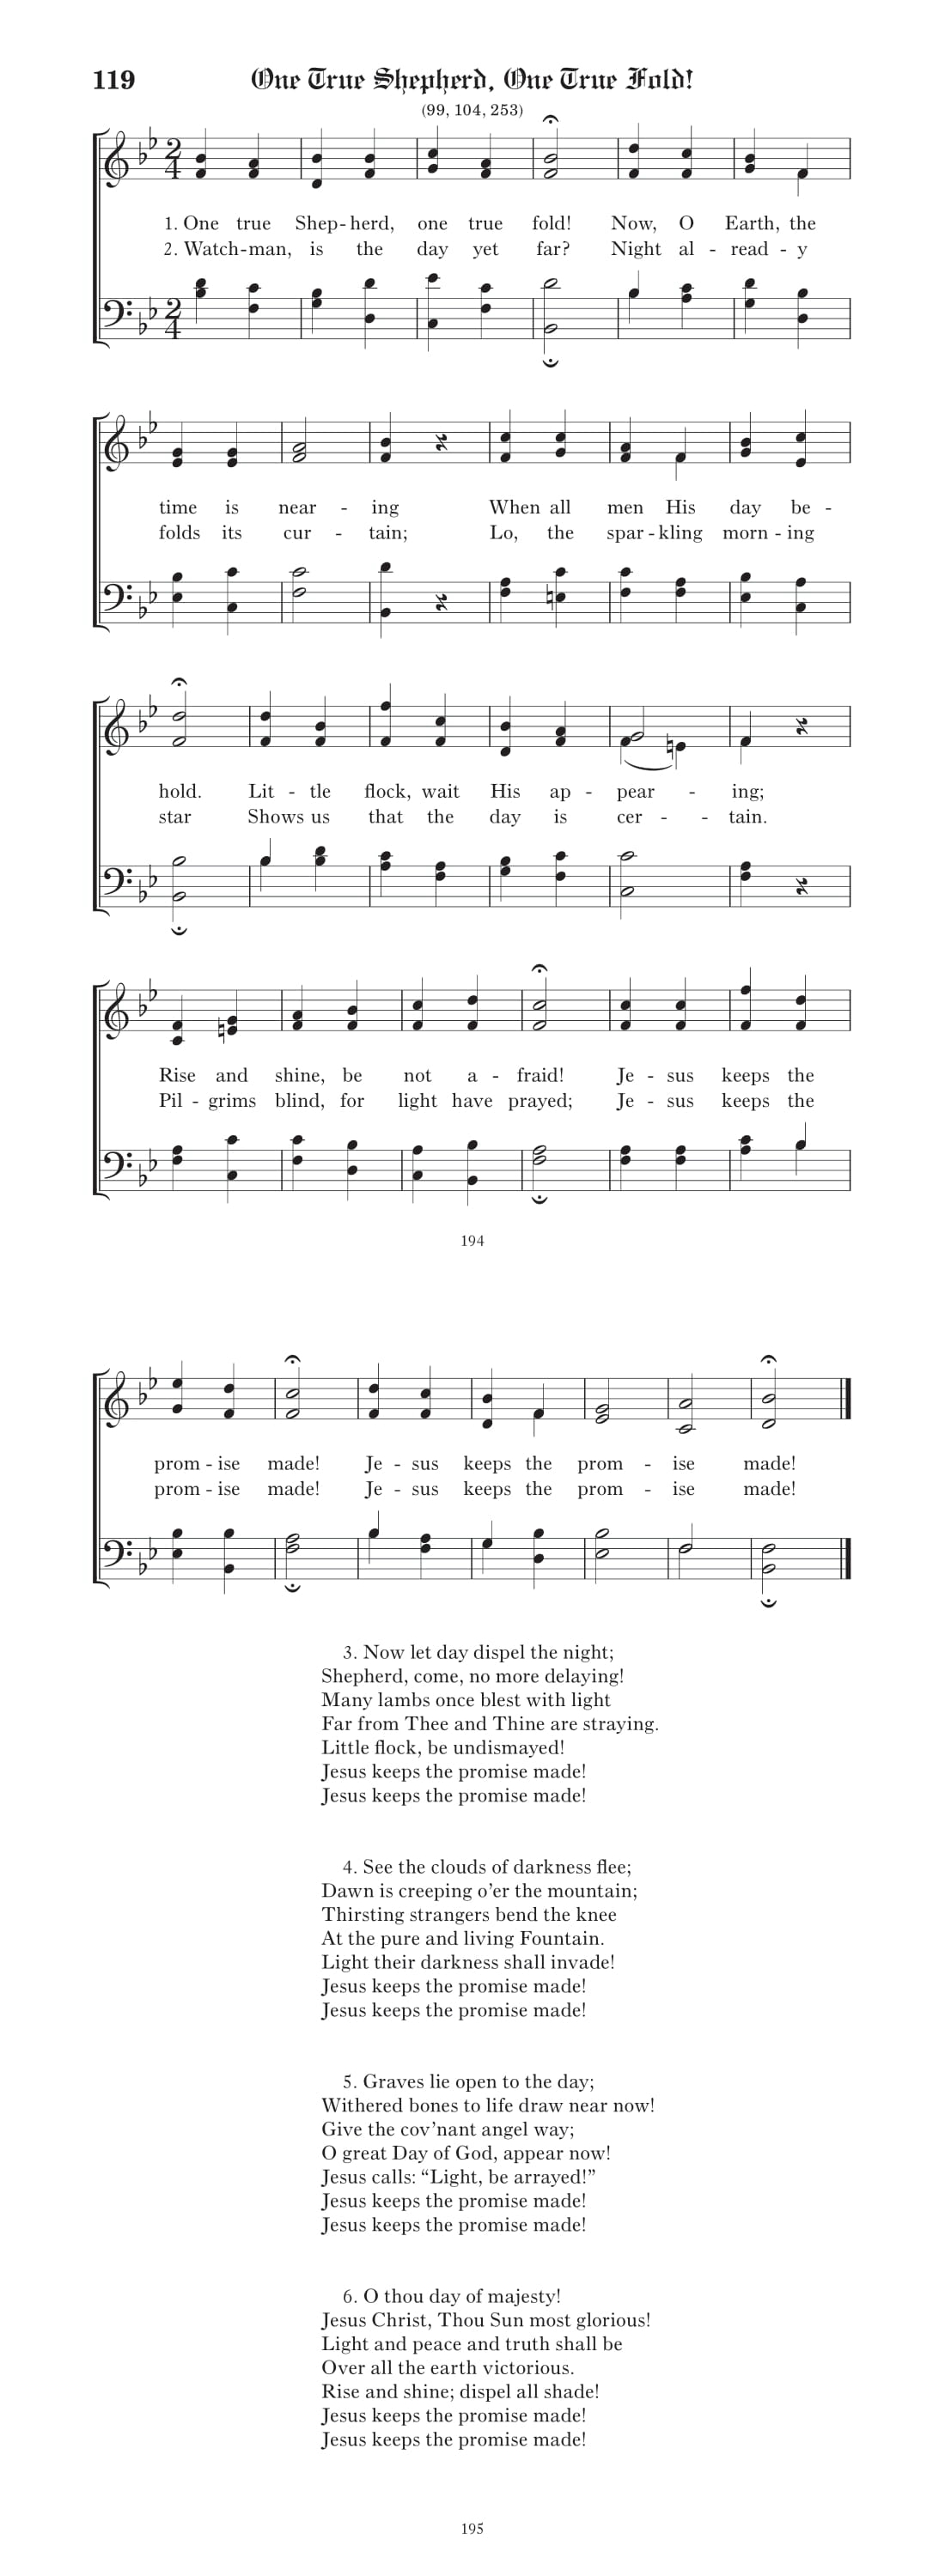 119 One True Shepherd, One True Fold!
(99, 104, 253)
2 4
1. One true Shep - herd, one true fold! Now, O Earth, the
2. Watch - man, is the day yet far? Night al - read - y
2 4
time is near - ing When all men His day be -
folds its cur - tain; Lo, the spar - kling morn - ing
hold. Lit - tle flock, wait His ap - pear - ing;
star Shows us that the day is cer - - tain.
Rise and shine, be not a - fraid! Je - sus keeps the
Pil - grims blind, for light have prayed; Je - sus keeps the
194
prom - ise made! Je - sus keeps the prom - ise made!
prom - ise made! Je - sus keeps the prom - ise made!
3. Now let day dispel the night;
Shepherd, come, no more delaying!
Many lambs once blest with light
Far from Thee and Thine are straying.
Little flock, be undismayed!
Jesus keeps the promise made!
Jesus keeps the promise made!
4. See the clouds of darkness flee;
Dawn is creeping o’er the mountain;
Thirsting strangers bend the knee
At the pure and living Fountain.
Light their darkness shall invade!
Jesus keeps the promise made!
Jesus keeps the promise made!
5. Graves lie open to the day;
Withered bones to life draw near now!
Give the cov’nant angel way;
O great Day of God, appear now!
Jesus calls: “Light, be arrayed!”
Jesus keeps the promise made!
Jesus keeps the promise made!
6. O thou day of majesty!
Jesus Christ, Thou Sun most glorious!
Light and peace and truth shall be
Over all the earth victorious.
Rise and shine; dispel all shade!
Jesus keeps the promise made!
Jesus keeps the promise made!
195